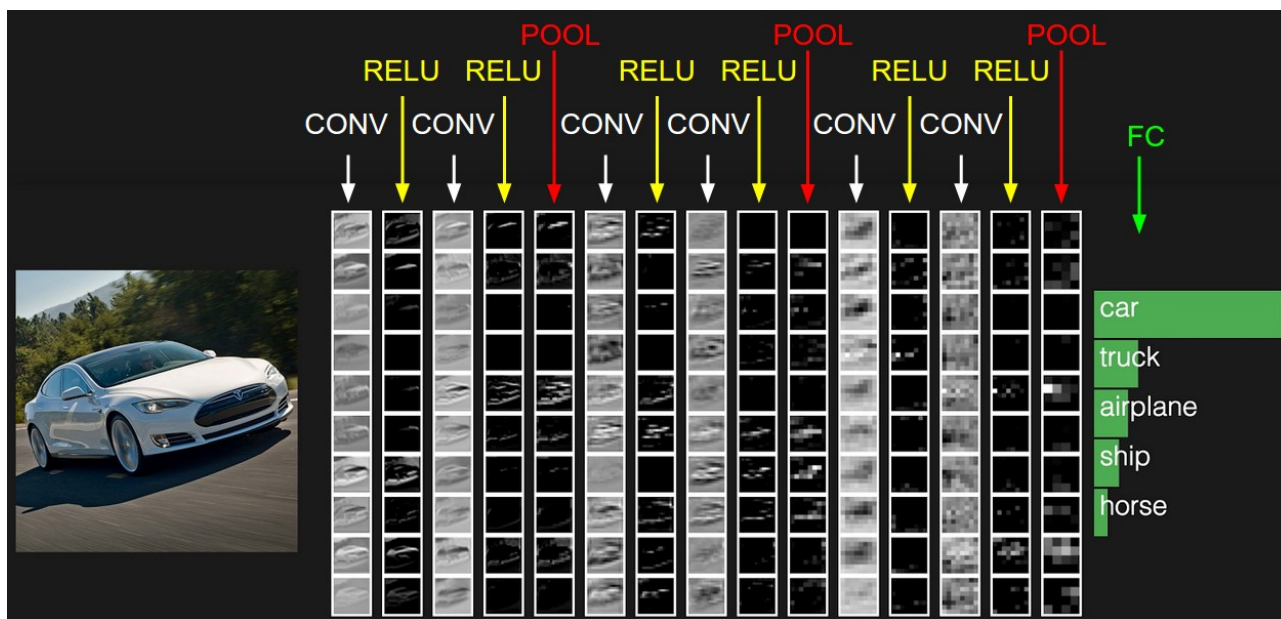 POOL POOL POOL
RELU RELU RELU RELU RELU RELU
CONV CONV CONV CONV CONV CONV
FC
car
truck
airplane
ship
horse